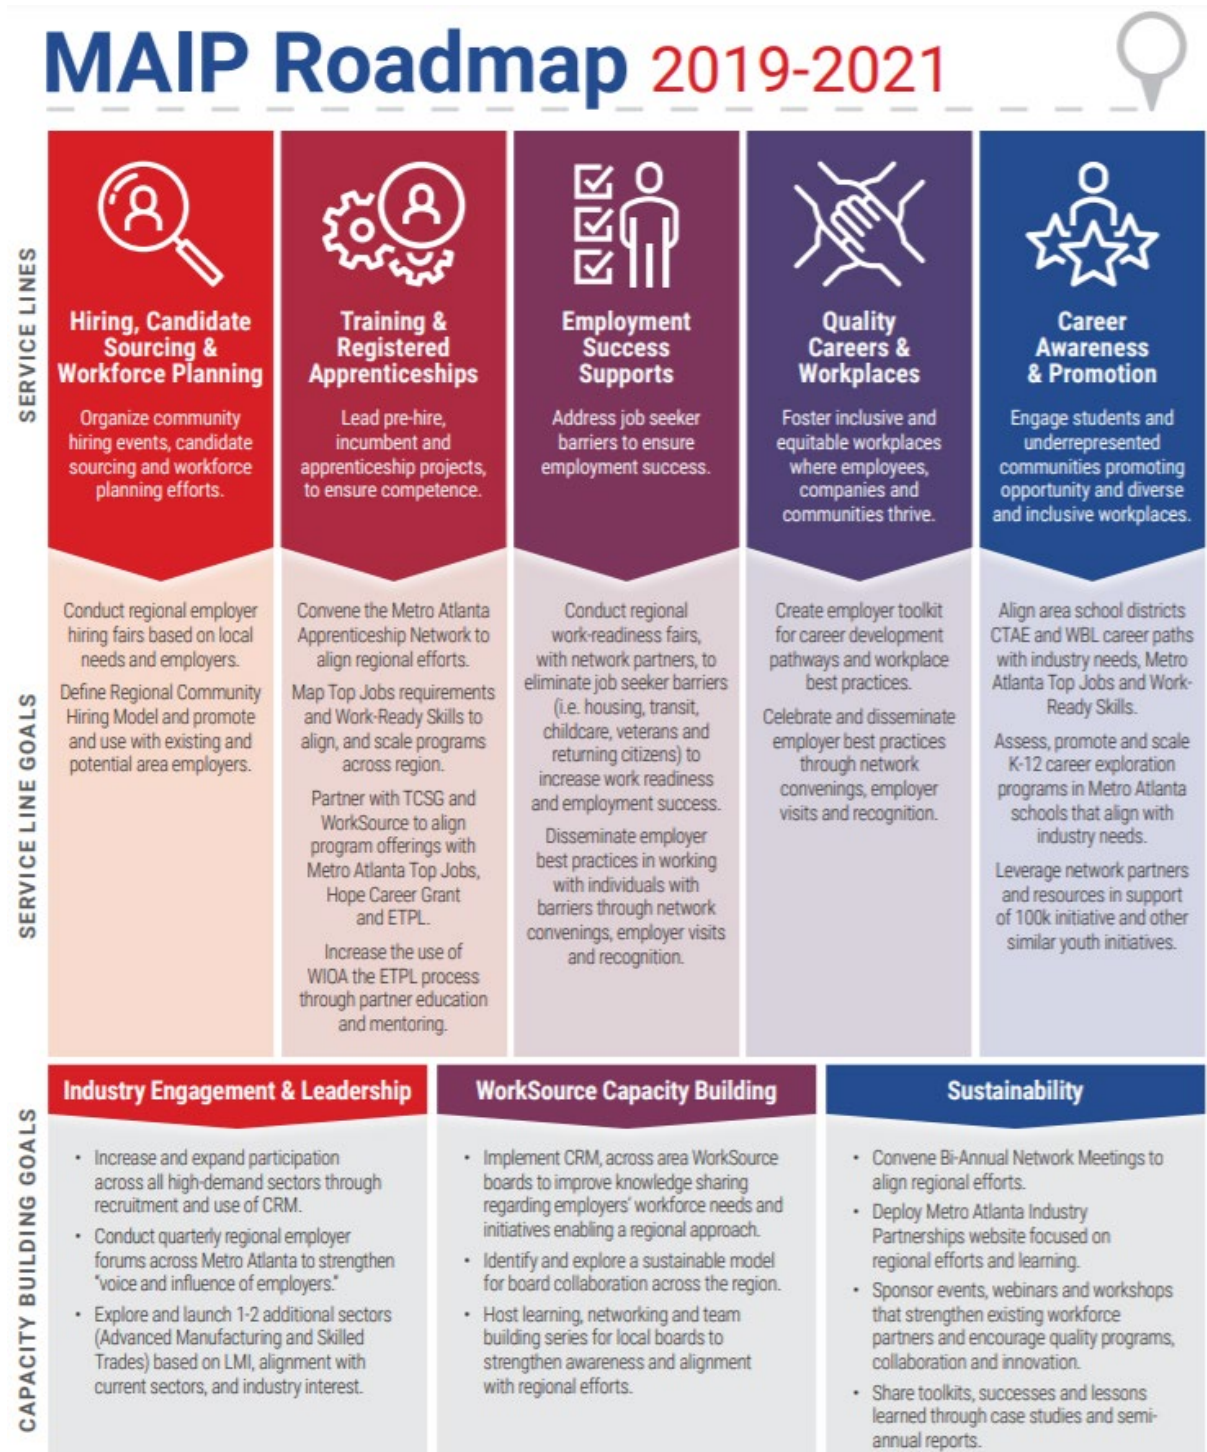 MAIP Roadmap 2019-2021
SERVICE LINES
Hiring, Candidate
Sourcing &
Workforce Planning
Organize community
hiring events, candidate
sourcing and workforce
planning efforts.
Training &
Registered
Apprenticeships
Lead pre-hire,
incumbent and
apprenticeship projects,
to ensure competence.
Employment
Success
Supports
Address job seeker
barriers to ensure
employment success.
Quality
Careers &
Workplaces
Foster inclusive and
equitable workplaces
where employees,
companies and
communities thrive.
Career
Awareness
& Promotion
Engage students and
underrepresented
communities promoting
opportunity and diverse
and inclusive workplaces.
SERVICE LINE GOALS
Conduct regional employer
hiring fairs based on local
needs and employers.
Define Regional Community
Hiring Model and promote
and use with existing and
potential area employers.
Convene the Metro Atlanta
Apprenticeship Network to
align regional efforts.
Map Top Jobs requirements
and Work-Ready Skills to
align, and scale programs
across region.
Partner with TCSG and
WorkSource to align
program offerings with
Metro Atlanta Top Jobs,
Hope Career Grant
and ETPL.
Increase the use of
WIOA the ETPL process
through partner education
and mentoring.
Conduct regional
work-readiness fairs,
with network partners, to
eliminate job seeker barriers
(i.e. housing, transit,
childcare, veterans and
returning citizens) to
increase work readiness
and employment success.
Disseminate employer
best practices in working
with individuals with
barriers through network
convenings, employer visits
and recognition.
Create employer toolkit
for career development
pathways and workplace
best practices.
Celebrate and disseminate
employer best practices
through network
convenings, employer
visits and recognition.
Align area school districts
CTAE and WBL career paths
with industry needs, Metro
Atlanta Top Jobs and Work-
Ready Skills.
Assess, promote and scale
K-12 career exploration
programs in Metro Atlanta
schools that align with
industry needs.
Leverage network partners
and resources in support
of 100k initiative and other
similar youth initiatives.
CAPACITY BUILDING GOALS
Industry Engagement & Leadership
• Increase and expand participation
across all high-demand sectors through
recruitment and use of CRM.
• Conduct quarterly regional employer
forums across Metro Atlanta to strengthen
"voice and influence of employers."
• Explore and launch 1-2 additional sectors
(Advanced Manufacturing and Skilled
Trades) based on LMI, alignment with
current sectors, and industry interest.
WorkSource Capacity Building
• Implement CRM, across area WorkSource
boards to improve knowledge sharing
regarding employers' workforce needs and
initiatives enabling a regional approach.
• Identify and explore a sustainable model
for board collaboration across the region.
• Host learning, networking and team
building series for local boards to
strengthen awareness and alignment
with regional efforts.
Sustainability
• Convene Bi-Annual Network Meetings to
align regional efforts.
• Deploy Metro Atlanta Industry
Partnerships website focused on
regional efforts and learning.
• Sponsor events, webinars and workshops
that strengthen existing workforce
partners and encourage quality programs,
collaboration and innovation.
• Share toolkits, successes and lessons
learned through case studies and semi-
annual reports.